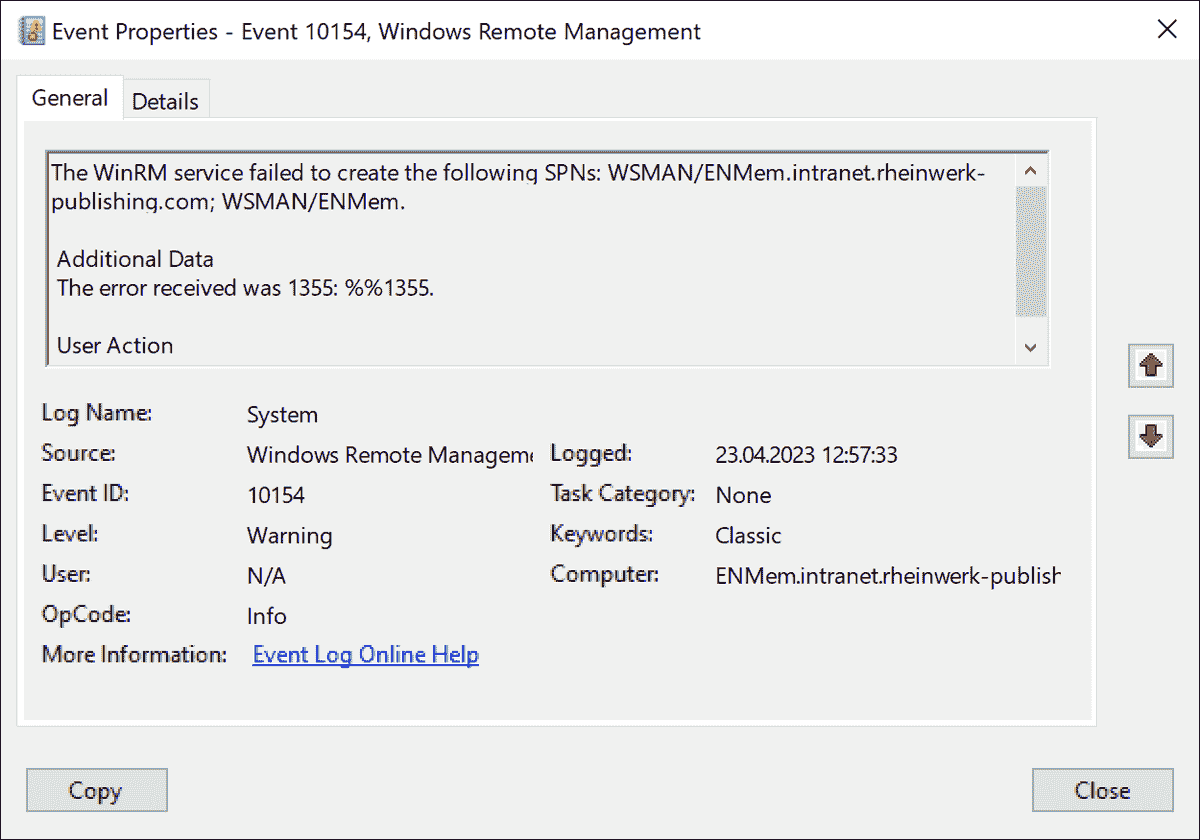 Event Properties - Event 10154, Windows Remote Management
General
Details
The WinRM service failed to create the following SPNs: WSMAN/ENMem.intranet.rheinwerk-
publishing.com; WSMAN/ENMem.
Additional Data
The error received was 1355: %%1355.
User Action
Log Name: System
Source: Windows Remote Manageme Logged: 23.04.2023 12:57:33
Event ID: 10154 Task Category: None
Level: Warning Keywords: Classic
User: N/A Computer: ENMem.intranet.rheinwerk-publish
OpCode: Info
More Information: Event Log Online Help
Copy
Close